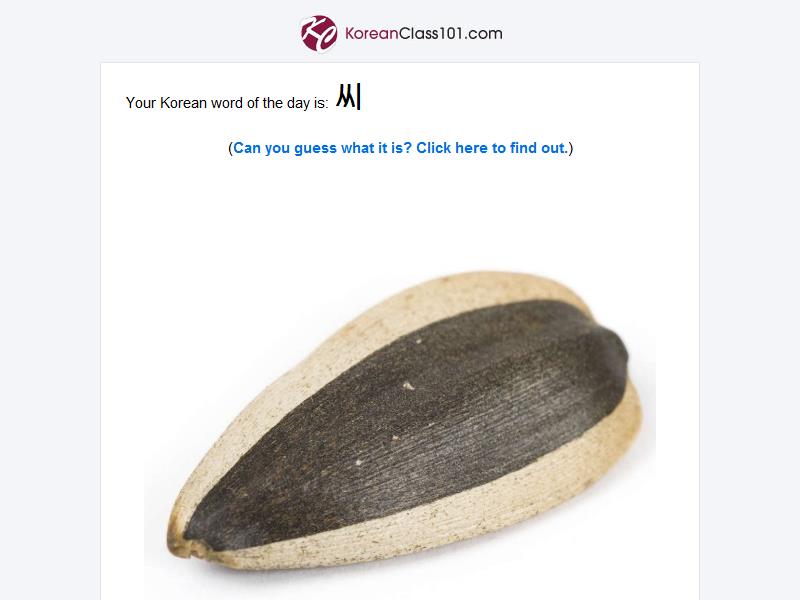 KoreanClass101.com
Your Korean word of the day is: 씨
(Can you guess what it is? Click here to find out.)